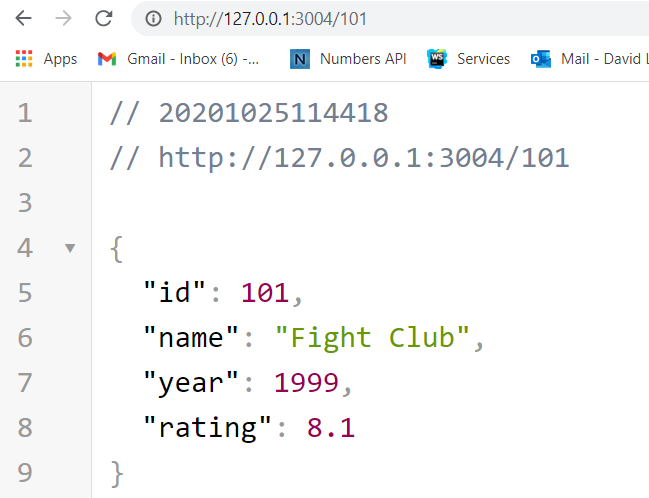 http://127.0.0.1:3004/101
Apps Gmail - Inbox (6) -... N Numbers API WS Services Mail - David L
1 // 20201025114418
2 // http://127.0.0.1:3004/101
3
4 {
5 "id": 101,
6 "name": "Fight Club",
7 "year": 1999,
8 "rating": 8.1
9 }